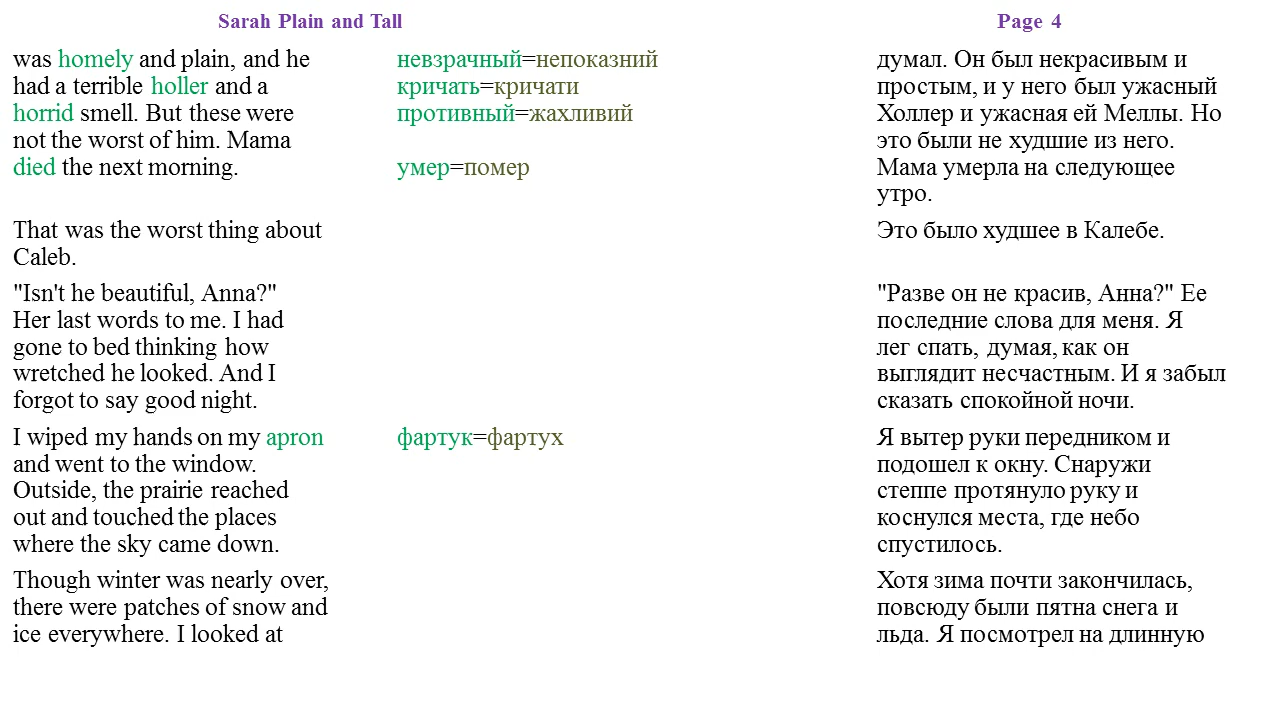 Sarah Plain and Tall
Page 4
was homely and plain, and he
had a terrible holler and a
horrid smell. But these were
not the worst of him. Mama
died the next morning.
невзрачный=непоказний
кричать=кричати
противный=жахливий
умер=помер
думал. Он был некрасивым и
простым, и у него был ужасный
Холлер и ужасная ей Меллы. Но
это были не худшие из него.
Мама умерла на следующее
утро.
That was the worst thing about
Caleb.
Это было худшее в Калебе.
"Isn't he beautiful, Anna?"
Her last words to me. I had
gone to bed thinking how
wretched he looked. And I
forgot to say good night.
"Разве он не красив, Анна?" Ее
последние слова для меня. Я
лег спать, думая, как он
выглядит несчастным. И я забыл
сказать спокойной ночи.
I wiped my hands on my apron
and went to the window.
Outside, the prairie reached
out and touched the places
where the sky came down.
фартук=фартух
Я вытер руки передником и
подошел к окну. Снаружи
степпе протянуло руку и
коснулся места, где небо
спустилось.
Though winter was nearly over,
there were patches of snow and
ice everywhere. I looked at
Хотя зима почти закончилась,
повсюду были пятна снега и
льда. Я посмотрел на длинную